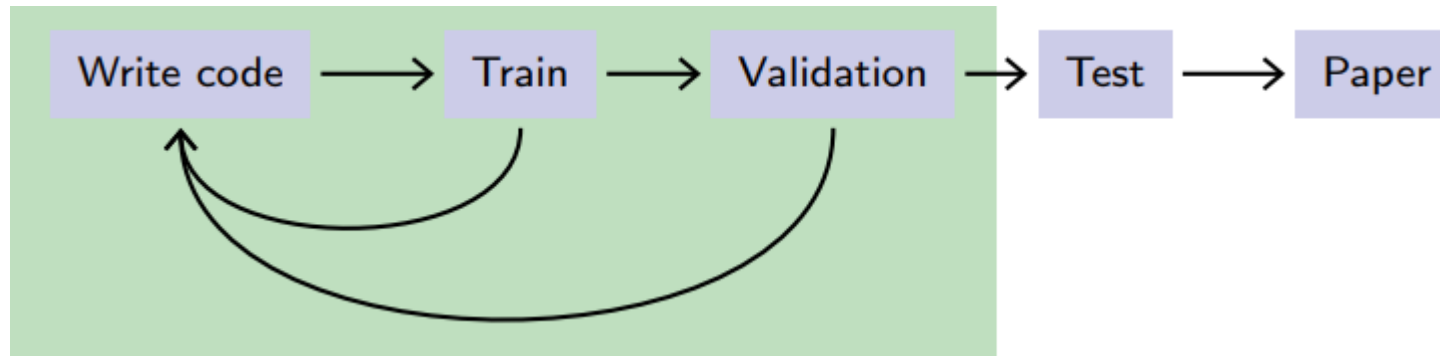 Write code
Train
Validation
Test
Paper